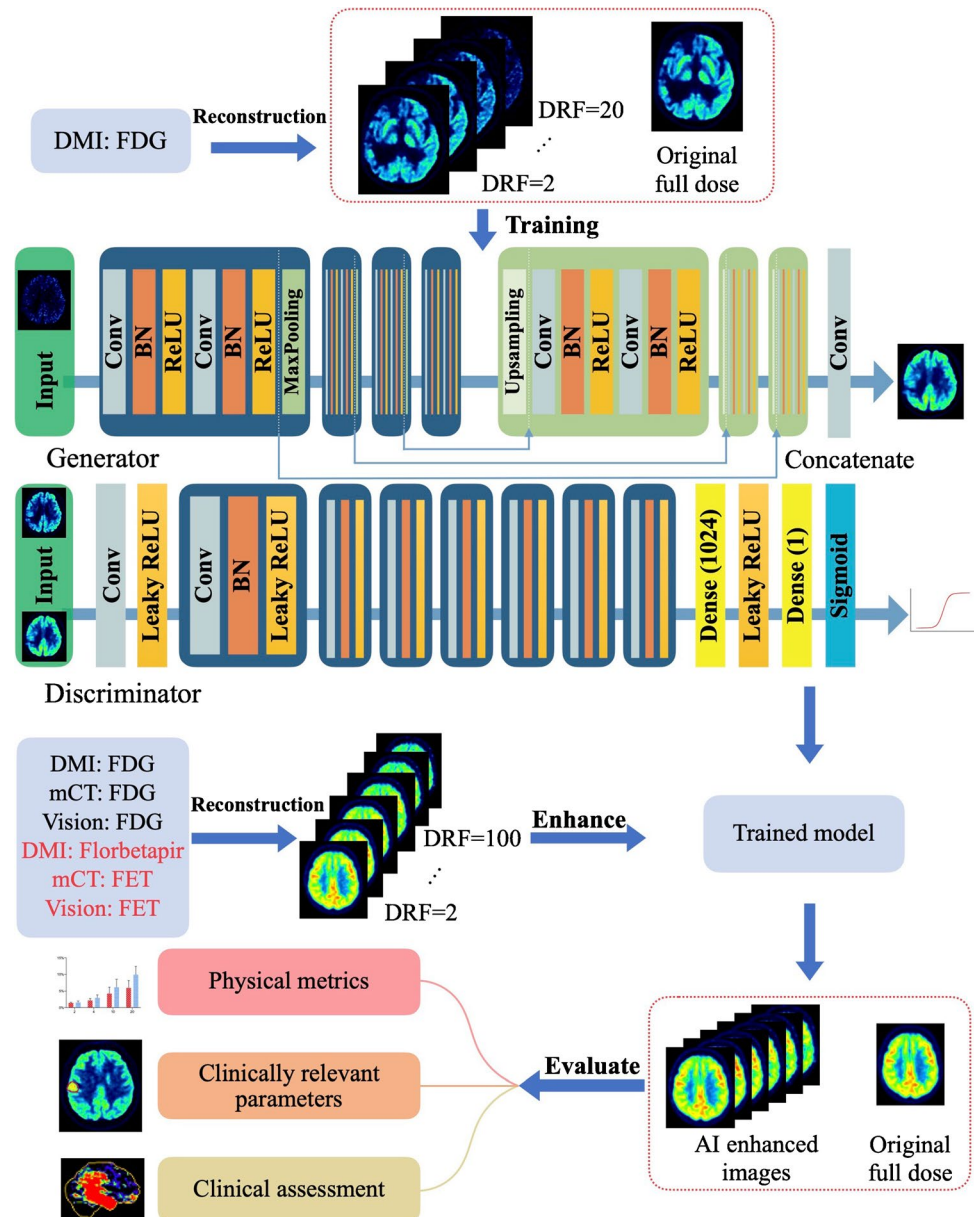 DMI: FDG
Reconstruction
DRF=20
...
DRF=2
Original
full dose
Training
Input
Conv
BN
ReLU
Conv
BN
ReLU
MaxPooling
Upsampling
Conv
BN
ReLU
Conv
BN
ReLU
Conv
Generator
Concatenate
Input
Conv
Leaky ReLU
Conv
BN
Leaky ReLU
Dense (1024)
Leaky ReLU
Dense (1)
Sigmoid
Discriminator
DMI: FDG
mCT: FDG
Vision: FDG
DMI: Florbetapir
mCT: FET
Vision: FET
Reconstruction
DRF=100
...
DRF=2
Enhance
Trained model
Physical metrics
Clinically relevant
parameters
Clinical assessment
Evaluate
AI enhanced
images
Original
full dose